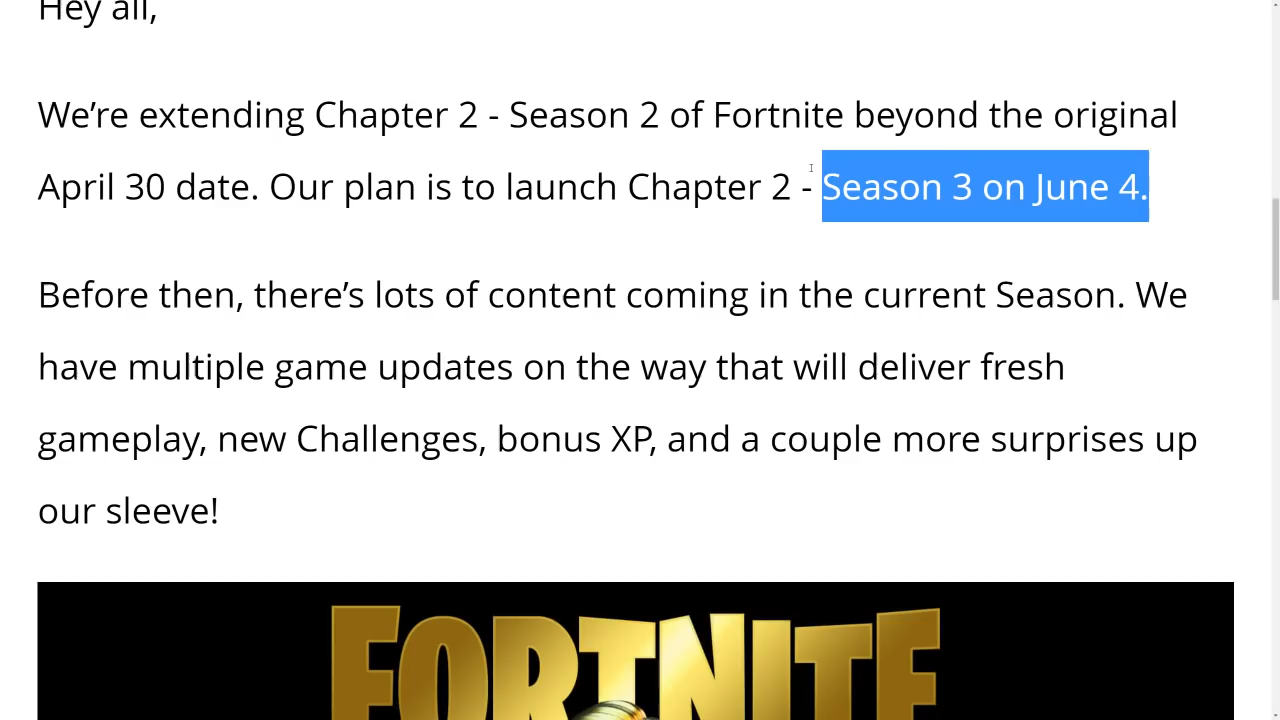 Hey all,
We’re extending Chapter 2 - Season 2 of Fortnite beyond the original
April 30 date. Our plan is to launch Chapter 2 - Season 3 on June 4.
Before then, there’s lots of content coming in the current Season. We
have multiple game updates on the way that will deliver fresh
gameplay, new Challenges, bonus XP, and a couple more surprises up
our sleeve!
FORTNITE